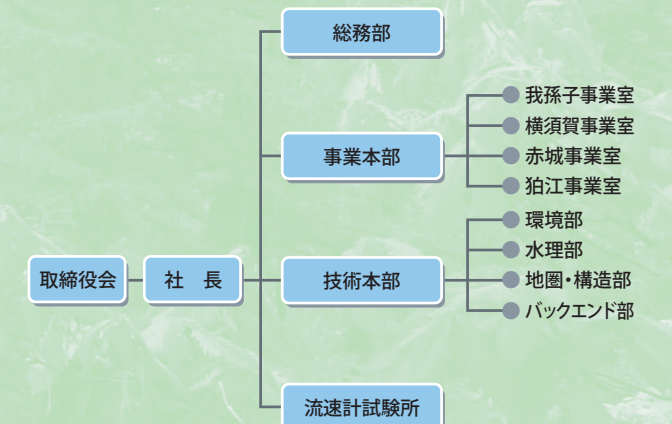 総務部
事業本部
我孫子事業室
横須賀事業室
赤城事業室
狛江事業室
取締役会
社　長
技術本部
環境部
水理部
地圏・構造部
バックエンド部
流速計試験所